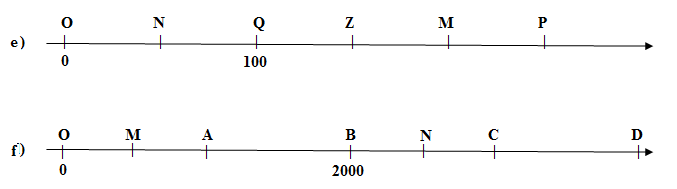 O N Q Z M P
e)
0 100
O M A B N C D
f)
0 2000